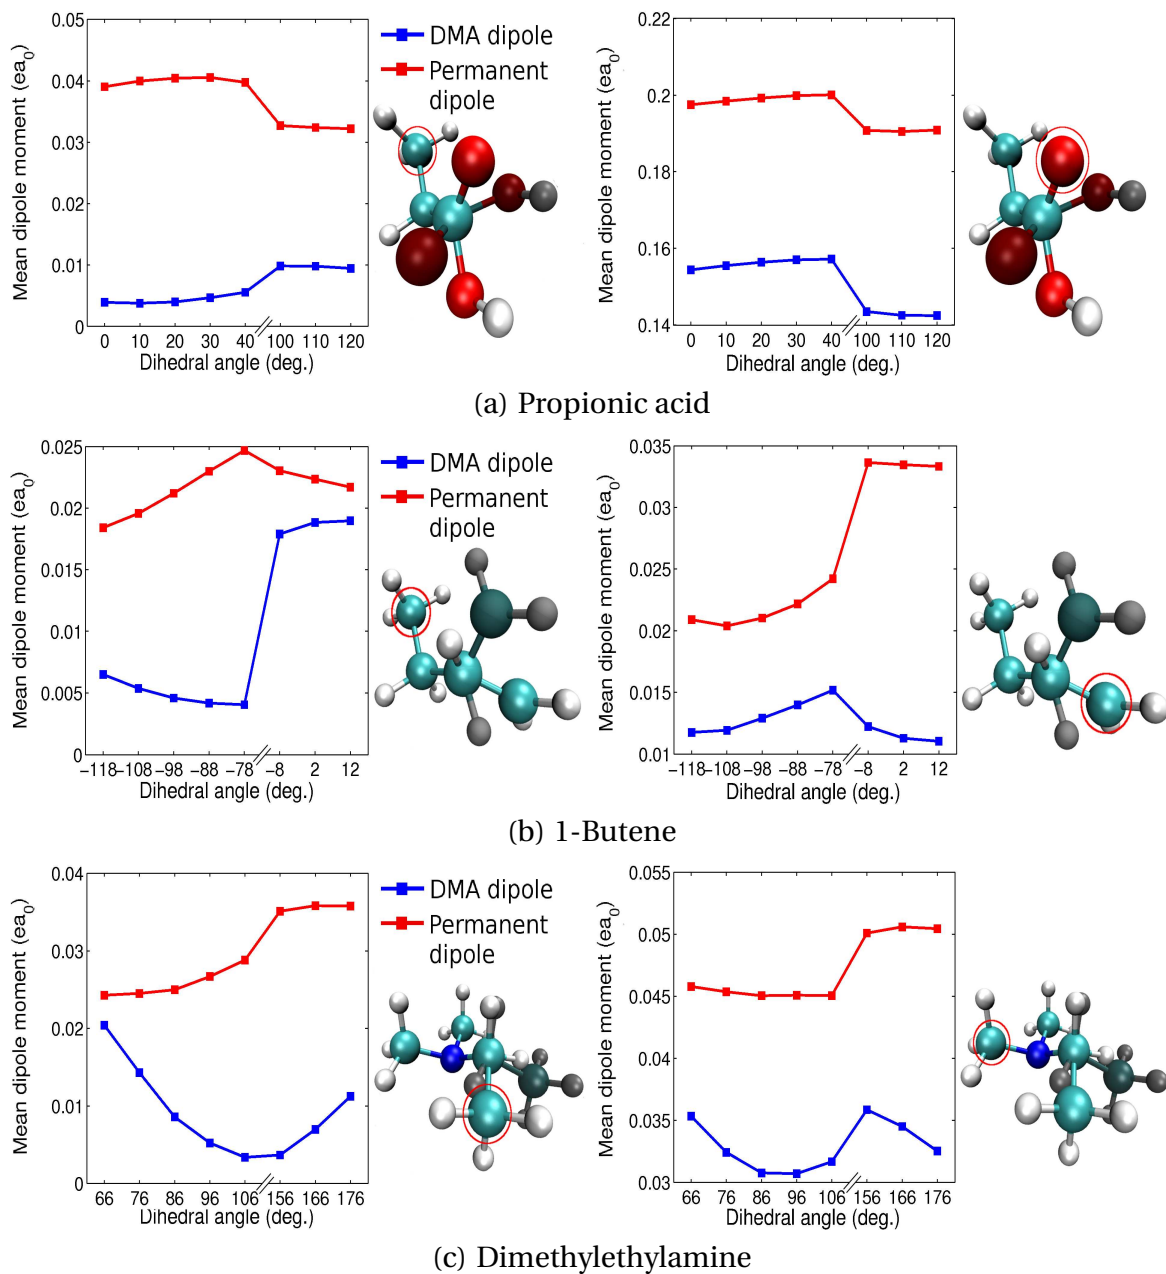 0.05
0.04
0.03
0.02
0.01
0
Mean dipole moment (ea0)
0 10 20 30 40 100 110 120
Dihedral angle (deg.)
DMA dipole
Permanent
dipole
0.22
0.2
0.18
0.16
0.14
Mean dipole moment (ea0)
0 10 20 30 40 100 110 120
Dihedral angle (deg.)
(a) Propionic acid
0.025
0.02
0.015
0.01
0.005
0
Mean dipole moment (ea0)
−118 −108 −98 −88 −78 −8 2 12
Dihedral angle (deg.)
DMA dipole
Permanent
dipole
0.035
0.03
0.025
0.02
0.015
0.01
Mean dipole moment (ea0)
−118 −108 −98 −88 −78 −8 2 12
Dihedral angle (deg.)
(b) 1-Butene
0.04
0.03
0.02
0.01
0
Mean dipole moment (ea0)
66 76 86 96 106 156 166 176
Dihedral angle (deg.)
DMA dipole
Permanent
dipole
0.055
0.05
0.045
0.04
0.035
0.03
Mean dipole moment (ea0)
66 76 86 96 106 156 166 176
Dihedral angle (deg.)
(c) Dimethylethylamine